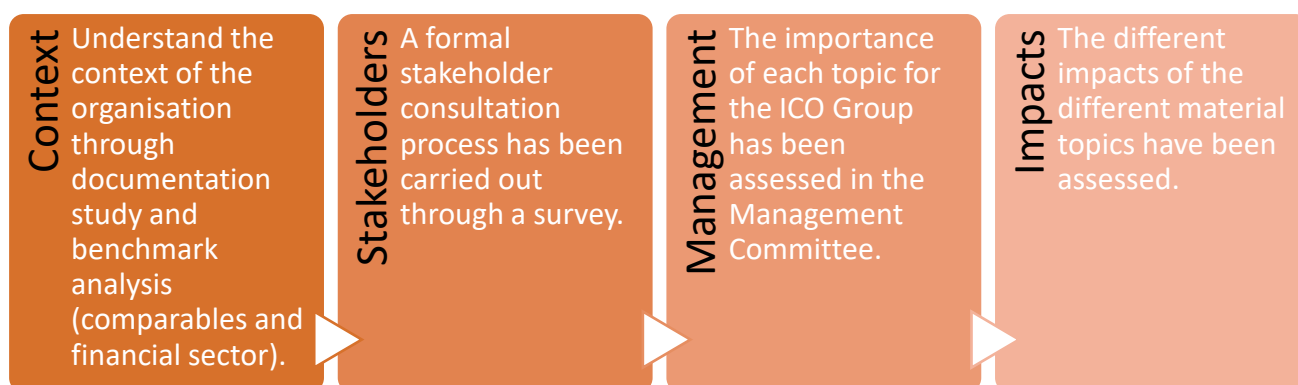 Context
Understand the
context of the
organisation
through
documentation
study and
benchmark
analysis
(comparables and
financial sector).
Stakeholders
A formal
stakeholder
consultation
process has been
carried out
through a survey.
Management
The importance
of each topic for
the ICO Group
has been
assessed in the
Management
Committee.
Impacts
The different
impacts of the
different material
topics have been
assessed.